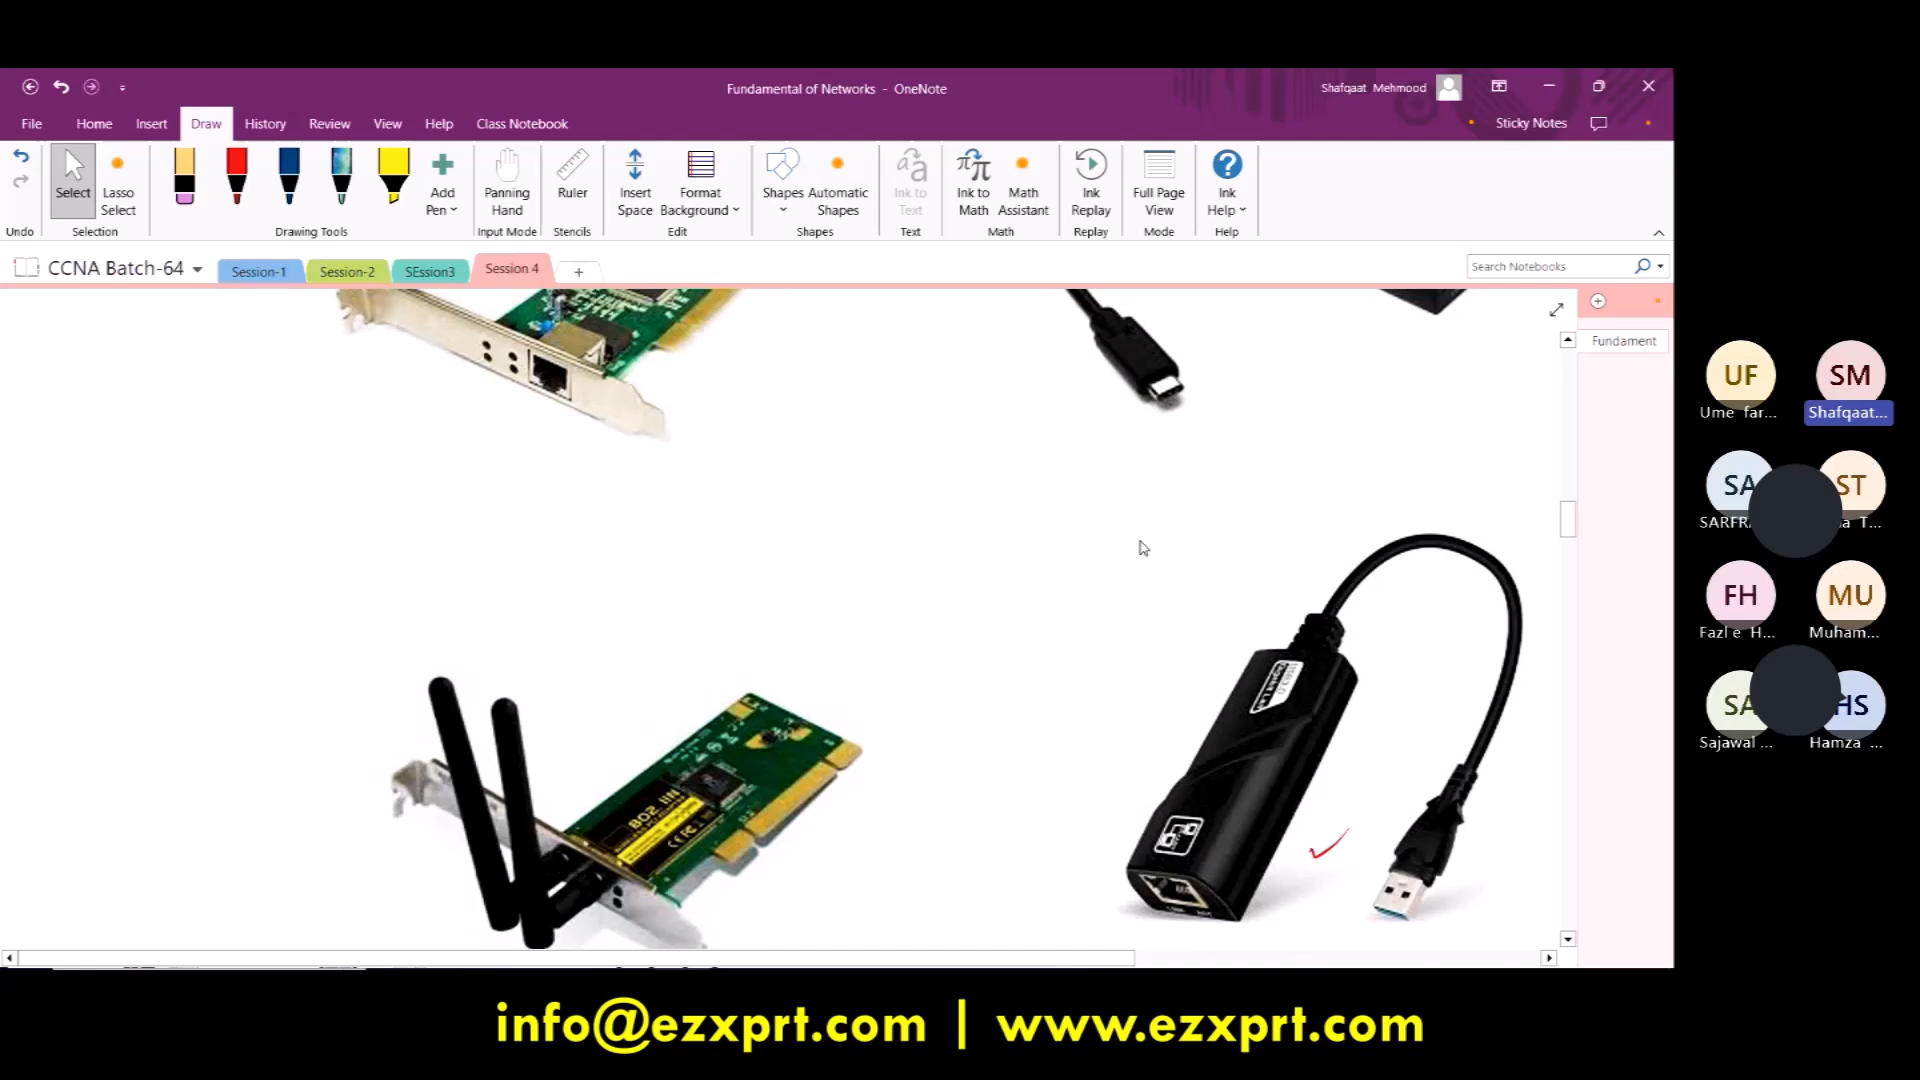 Fundamental of Networks - OneNote
Shafqaat Mehmood
File Home Insert Draw History Review View Help Class Notebook
Sticky Notes
Select
Lasso Select
Add Pen
Panning Hand
Ruler
Insert Space
Format Background
Shapes
Automatic Shapes
Ink to Text
Ink to Math
Math Assistant
Ink Replay
Full Page View
Ink Help
Undo Selection Drawing Tools Input Mode Stencils Edit Shapes Text Math Replay Mode Help
CCNA Batch-64
Session-1 Session-2 SEssion3 Session 4
Search Notebooks
Fundament
UF SM
Ume far... Shafqaat...
SA ST
SARFR a T...
FH MU
Fazl e H... Muham...
SA HS
Sajawal ... Hamza ...
802.11N
info@ezxprt.com | www.ezxprt.com